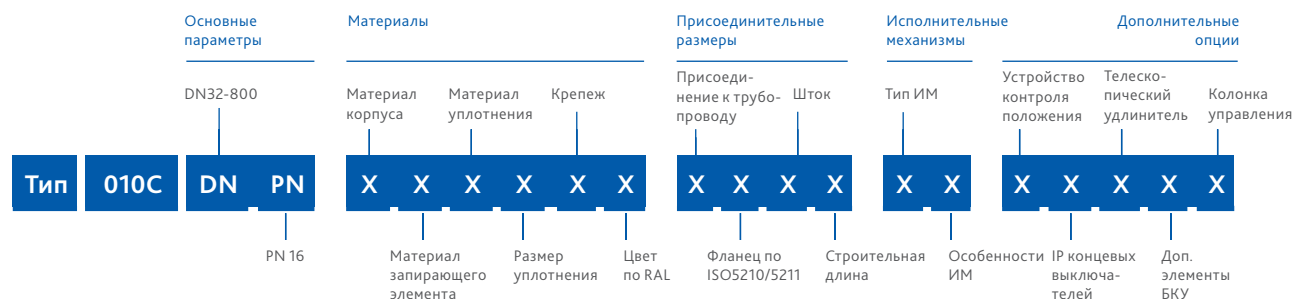 Основные
параметры
Материалы
Присоединительные
размеры
Исполнительные
механизмы
Дополнительные
опции
DN32-800
Материал
корпуса
Материал
уплотнения
Крепеж
Присоеди-
нение к трубо-
проводу
Шток
Тип ИМ
Устройство
контроля
положения
Телеско-
пический
удлинитель
Колонка
управления
Тип 010С DN PN X X X X X X X X X X X X X X X X X
PN 16
Материал
запирающего
элемента
Размер
уплотнения
Цвет
по RAL
Фланец по
ISO5210/5211
Строительная
длина
Особенности
ИМ
IP концевых
выключа-
телей
Доп.
элементы
БКУ